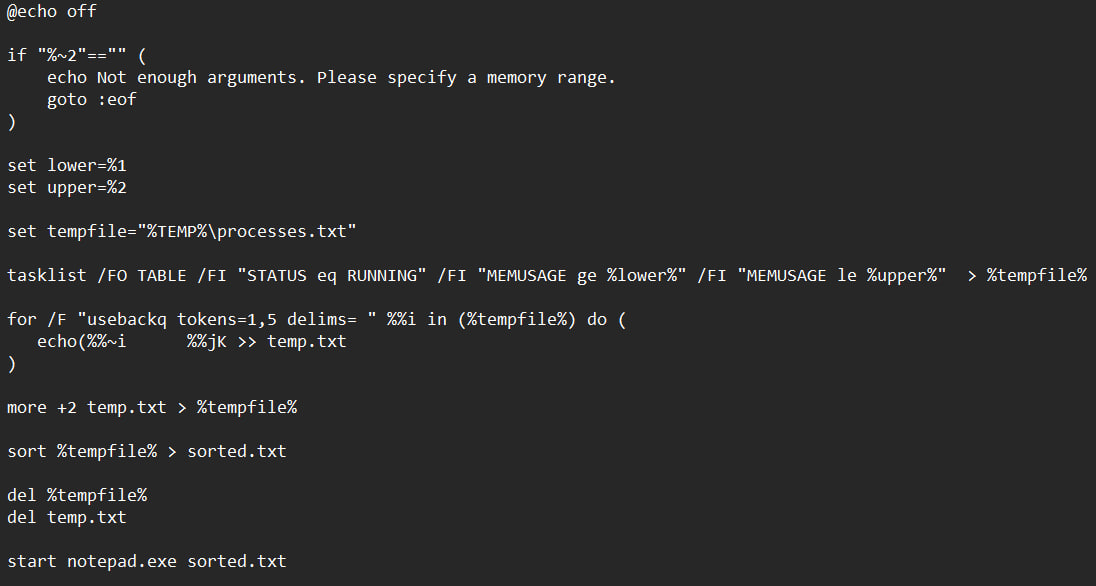 @echo off

if "%~2"=="" (
    echo Not enough arguments. Please specify a memory range.
    goto :eof
)

set lower=%1
set upper=%2

set tempfile="%TEMP%\processes.txt"

tasklist /FO TABLE /FI "STATUS eq RUNNING" /FI "MEMUSAGE ge %lower%" /FI "MEMUSAGE le %upper%"  > %tempfile%

for /F "usebackq tokens=1,5 delims= " %%i in (%tempfile%) do (
   echo(%%~i      %%jK >> temp.txt
)

more +2 temp.txt > %tempfile%

sort %tempfile% > sorted.txt

del %tempfile%
del temp.txt

start notepad.exe sorted.txt